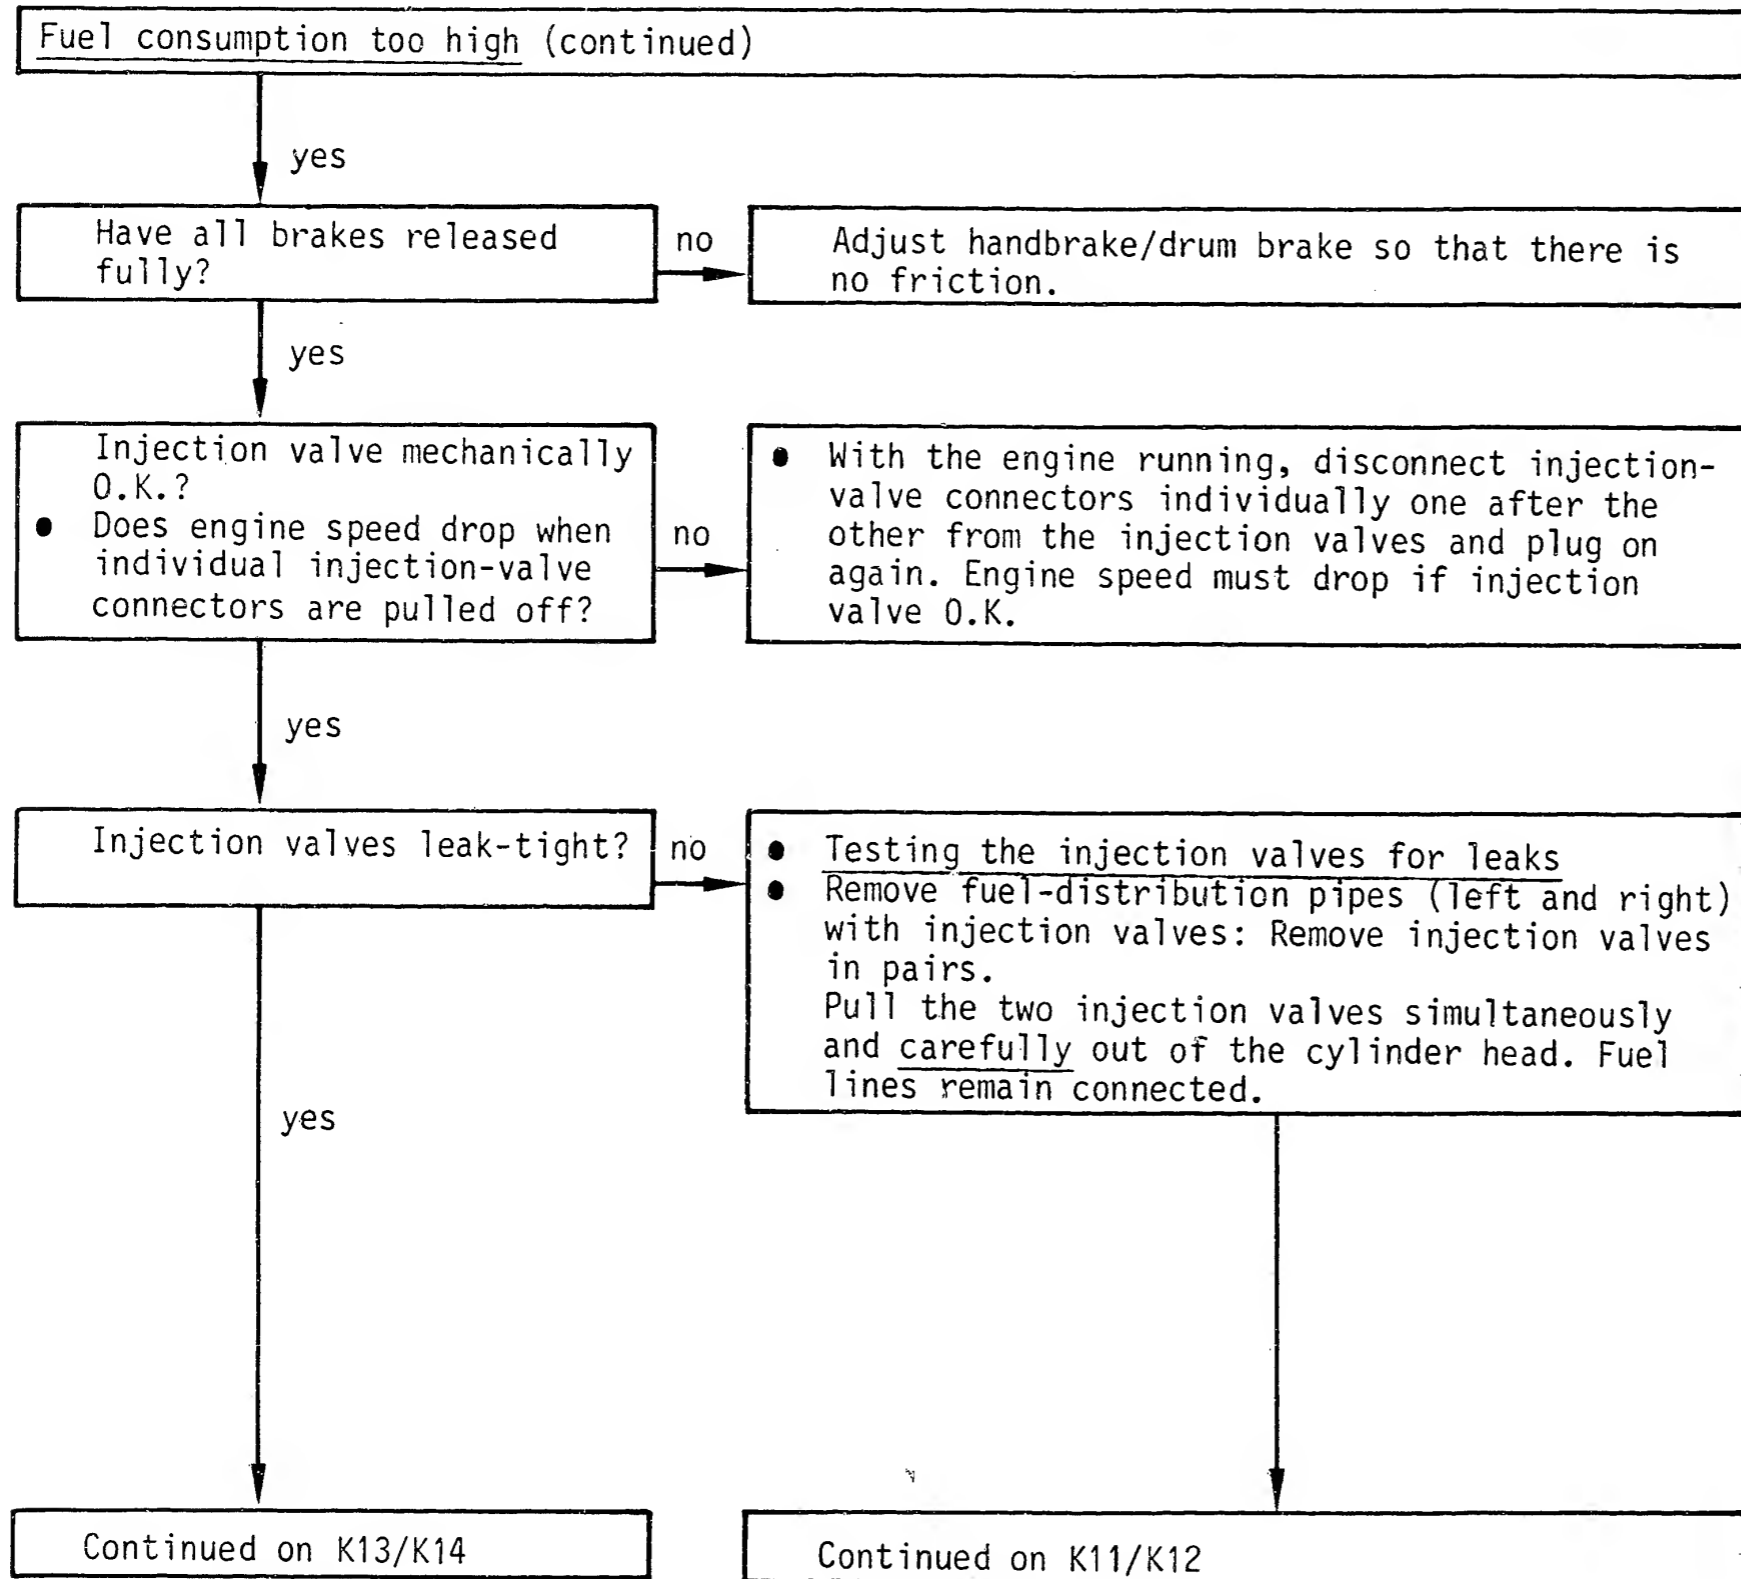 Fuel consumption too high (continued)
yes
Have all brakes released
fully?
no
Adjust handbrake/drum brake so that there is
no friction.
yes
Injection valve mechanically
O.K.?
● Does engine speed drop when
individual injection-valve
connectors are pulled off?
no
● With the engine running, disconnect injection-
valve connectors individually one after the
other from the injection valves and plug on
again. Engine speed must drop if injection
valve O.K.
yes
Injection valves leak-tight?
no
● Testing the injection valves for leaks
● Remove fuel-distribution pipes (left and right)
with injection valves: Remove injection valves
in pairs.
Pull the two injection valves simultaneously
and carefully out of the cylinder head. Fuel
lines remain connected.
yes
Continued on K13/K14
Continued on K11/K12